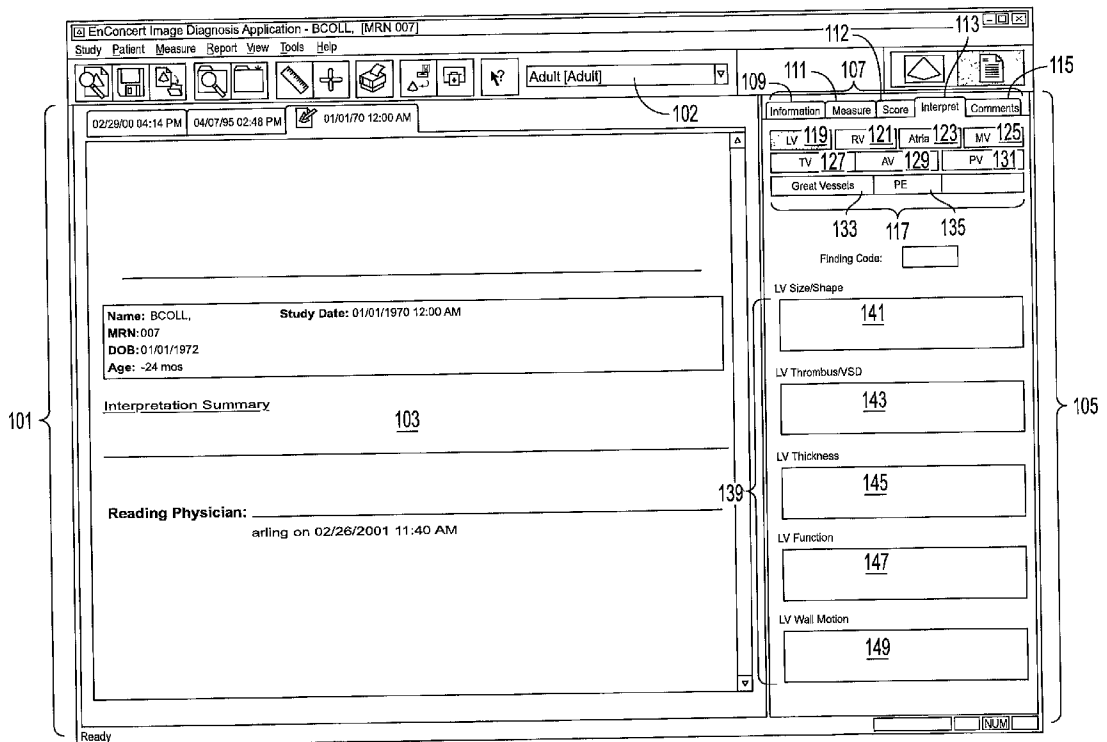 EnConcert Image Diagnosis Application - BCOLL, [MRN 007]
Study Patient Measure Report View Tools Help
Adult [Adult]
102
107
109
111
112
113
115
02/29/00 04:14 PM 04/07/95 02:48 PM 01/01/70 12:00 AM
Information Measure Score Interpret Comments
LV 119 RV 121 Atria 123 MV 125
TV 127 AV 129 PV 131
Great Vessels PE
133 117 135
Finding Code:
Name: BCOLL, Study Date: 01/01/1970 12:00 AM
MRN:007
DOB:01/01/1972
Age: -24 mos
Interpretation Summary
103
Reading Physician:
arling on 02/26/2001 11:40 AM
101
139
105
LV Size/Shape
141
LV Thrombus/VSD
143
LV Thickness
145
LV Function
147
LV Wall Motion
149
Ready
NUM